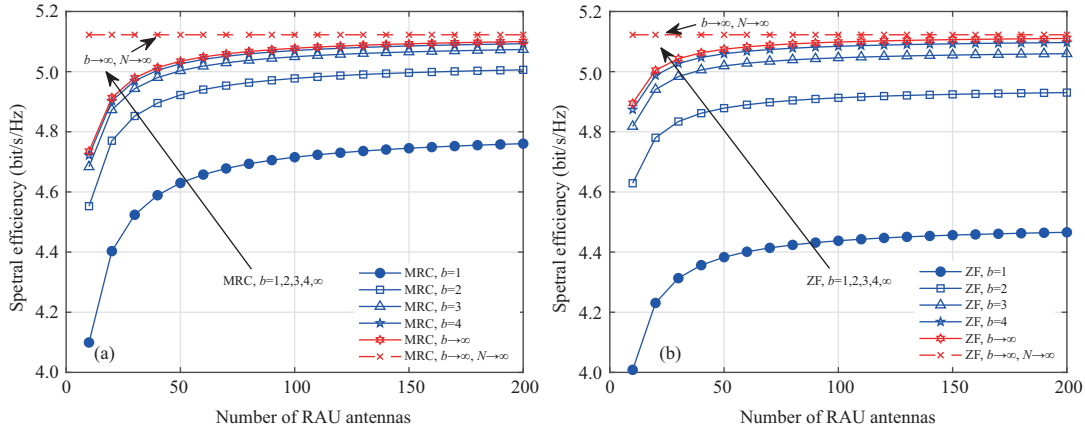 Spetral efficiency (bit/s/Hz)
5.2
5.0
4.8
4.6
4.4
4.2
4.0
b→∞, N→∞
MRC, b=1,2,3,4,∞
MRC, b=1
MRC, b=2
MRC, b=3
MRC, b=4
MRC, b→∞
MRC, b→∞, N→∞
(a)
0 50 100 150 200
Number of RAU antennas
Spetral efficiency (bit/s/Hz)
5.2
5.0
4.8
4.6
4.4
4.2
4.0
b→∞, N→∞
ZF, b=1,2,3,4,∞
ZF, b=1
ZF, b=2
ZF, b=3
ZF, b=4
ZF, b→∞
ZF, b→∞, N→∞
(b)
0 50 100 150 200
Number of RAU antennas